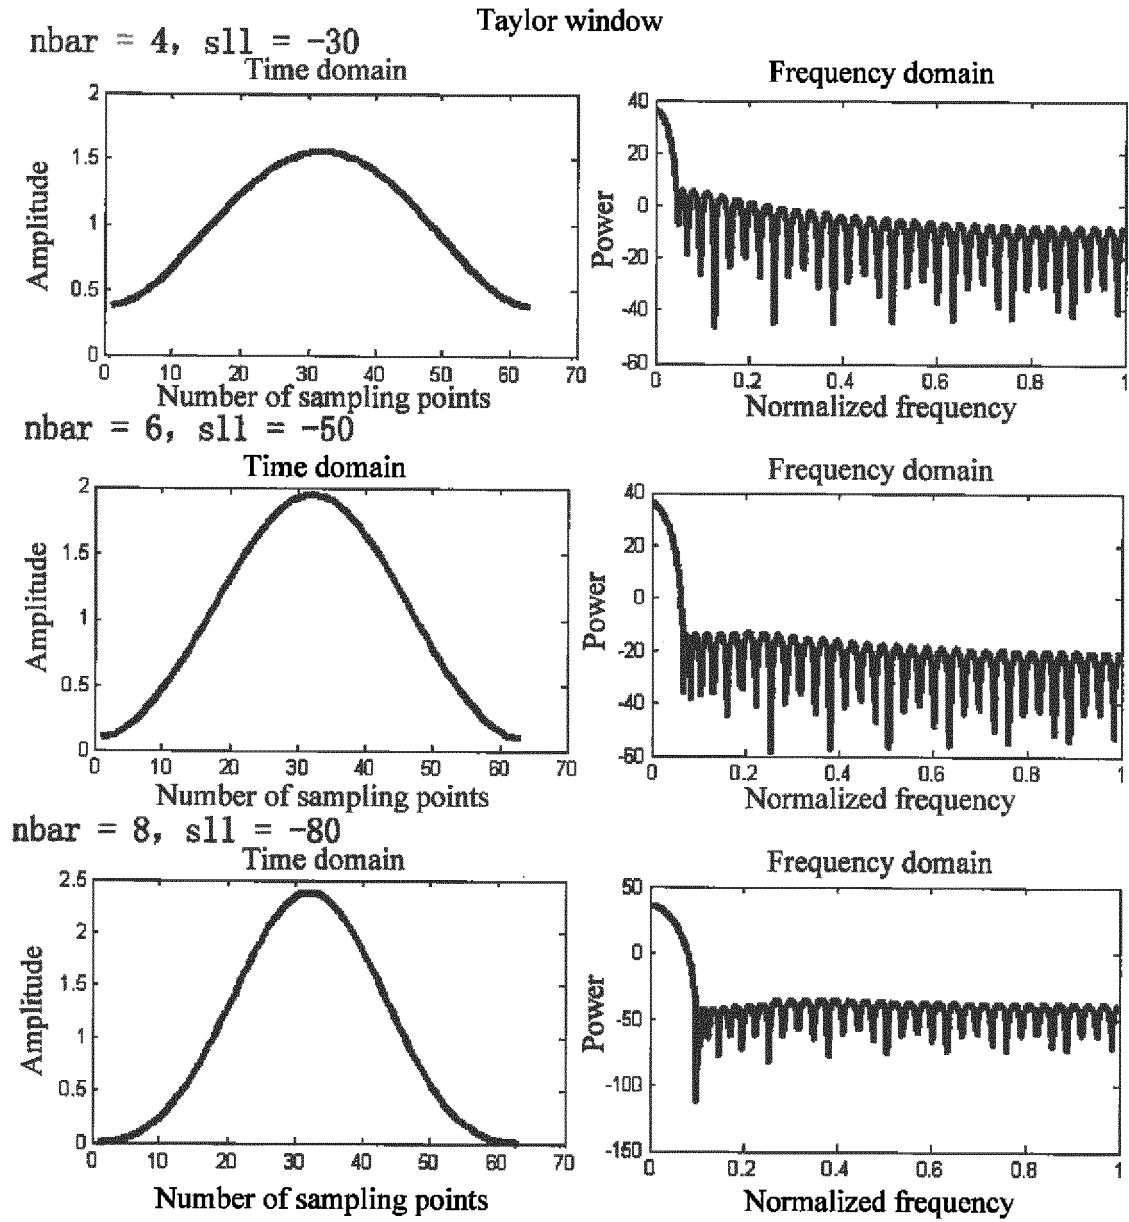 Taylor window
nbar = 4, sll = -30
Time domain
Frequency domain
2
1.5
1
0.5
0
Amplitude
0 10 20 30 40 50 60 70
Number of sampling points
40
20
0
-20
-40
-60
Power
0 0.2 0.4 0.6 0.8 1
Normalized frequency
nbar = 6, sll = -50
Time domain
Frequency domain
2
1.5
1
0.5
0
Amplitude
0 10 20 30 40 50 60 70
Number of sampling points
40
20
0
-20
-40
-60
Power
0 0.2 0.4 0.6 0.8 1
Normalized frequency
nbar = 8, sll = -80
Time domain
Frequency domain
2.5
2
1.5
1
0.5
0
Amplitude
0 10 20 30 40 50 60 70
Number of sampling points
50
0
-50
-100
-150
Power
0 0.2 0.4 0.6 0.8 1
Normalized frequency